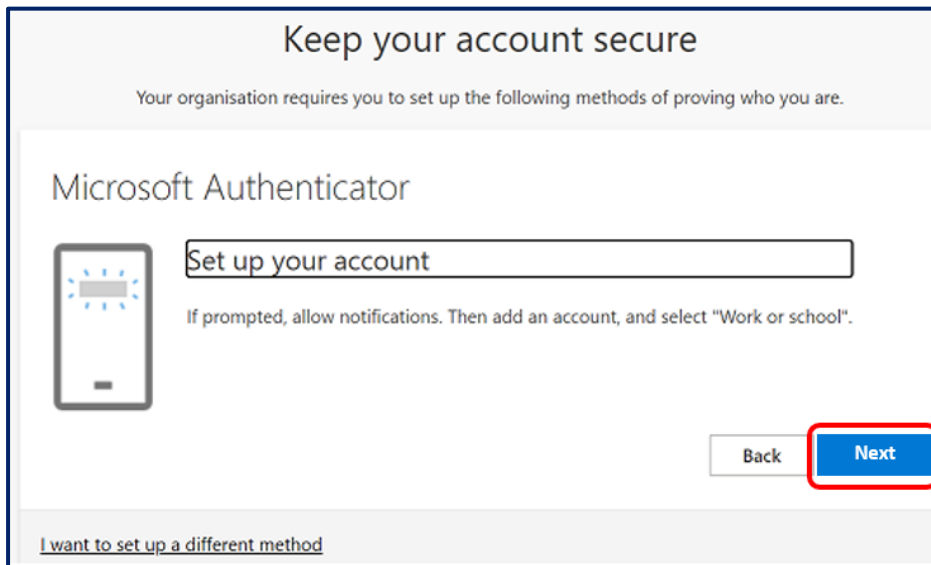 Keep your account secure
Your organisation requires you to set up the following methods of proving who you are.
Microsoft Authenticator
Set up your account
If prompted, allow notifications. Then add an account, and select "Work or school".
Back
Next
I want to set up a different method